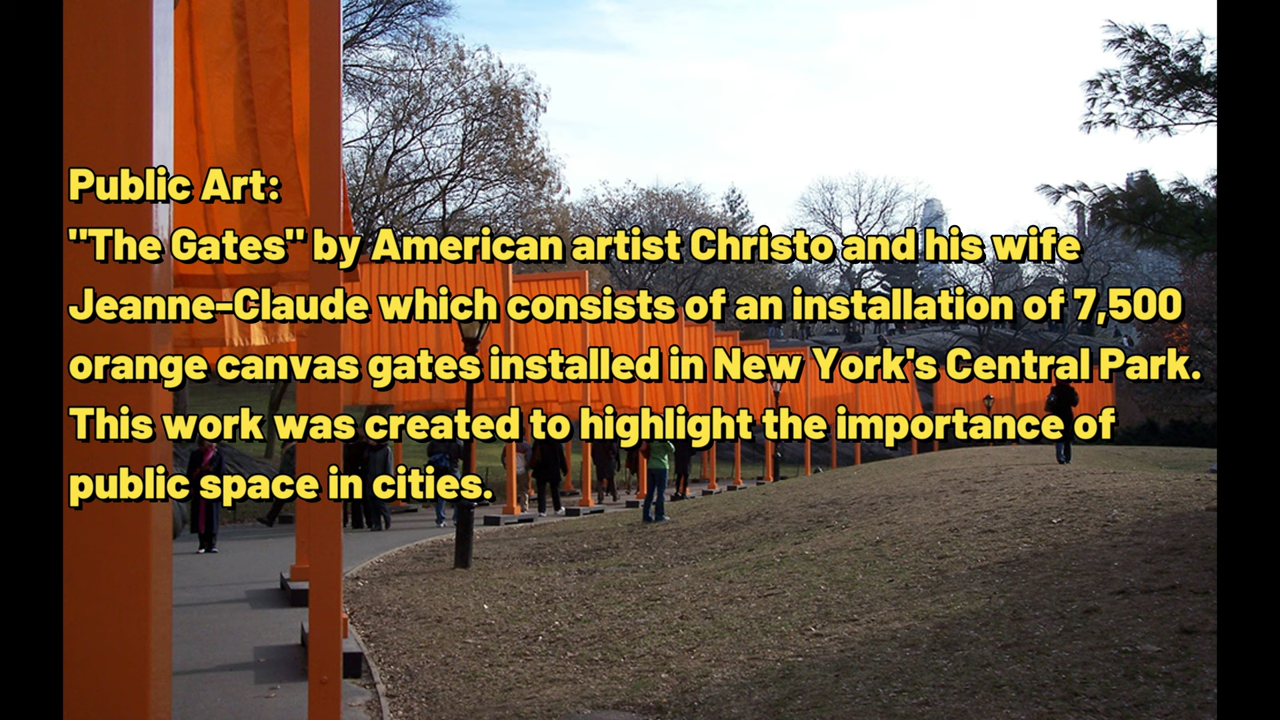 Public Art:
"The Gates" by American artist Christo and his wife
Jeanne-Claude which consists of an installation of 7,500
orange canvas gates installed in New York's Central Park.
This work was created to highlight the importance of
public space in cities.